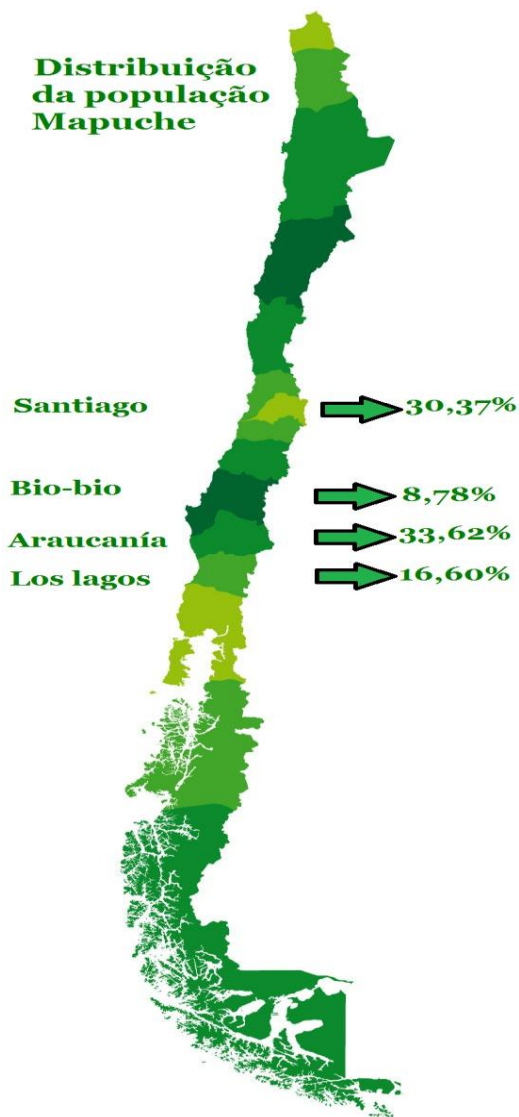 Distribuição
da população
Mapuche
Santiago 30,37%
Bio-bio 8,78%
Araucanía 33,62%
Los lagos 16,60%